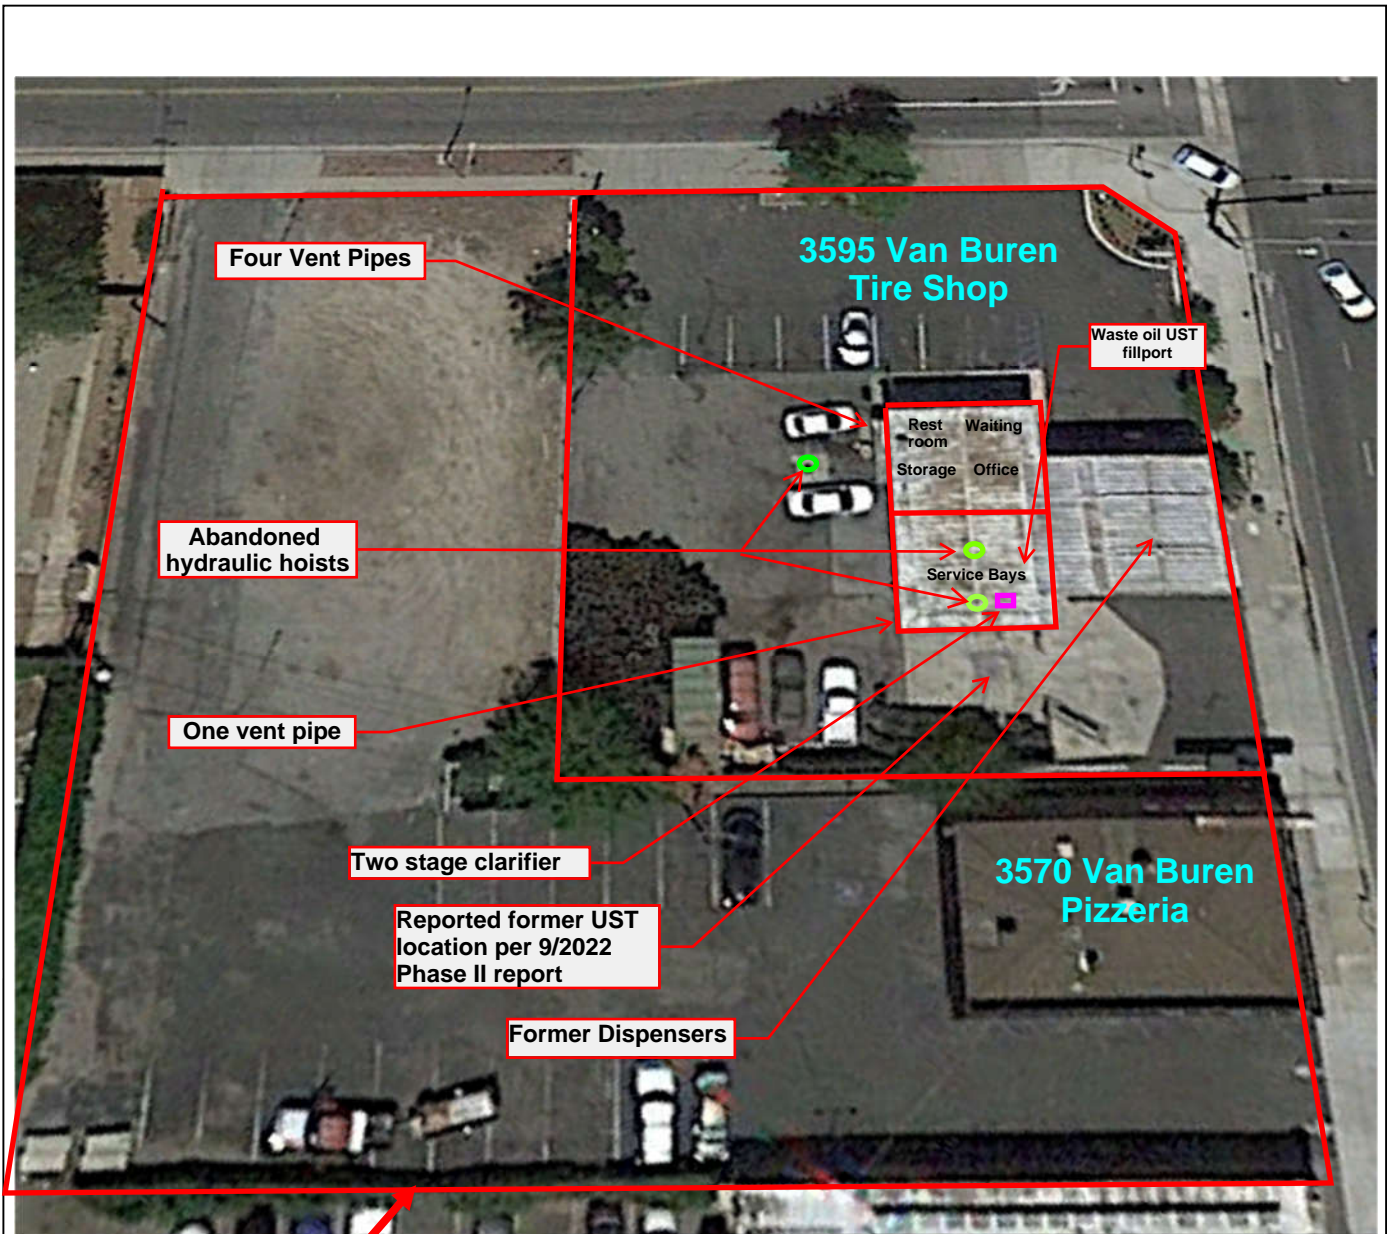 3595 Van Buren
Tire Shop
Four Vent Pipes
Waste oil UST
fillport
Rest
room
Waiting
Storage
Office
Abandoned
hydraulic hoists
Service Bays
One vent pipe
Two stage clarifier
3570 Van Buren
Pizzeria
Reported former UST
location per 9/2022
Phase II report
Former Dispensers